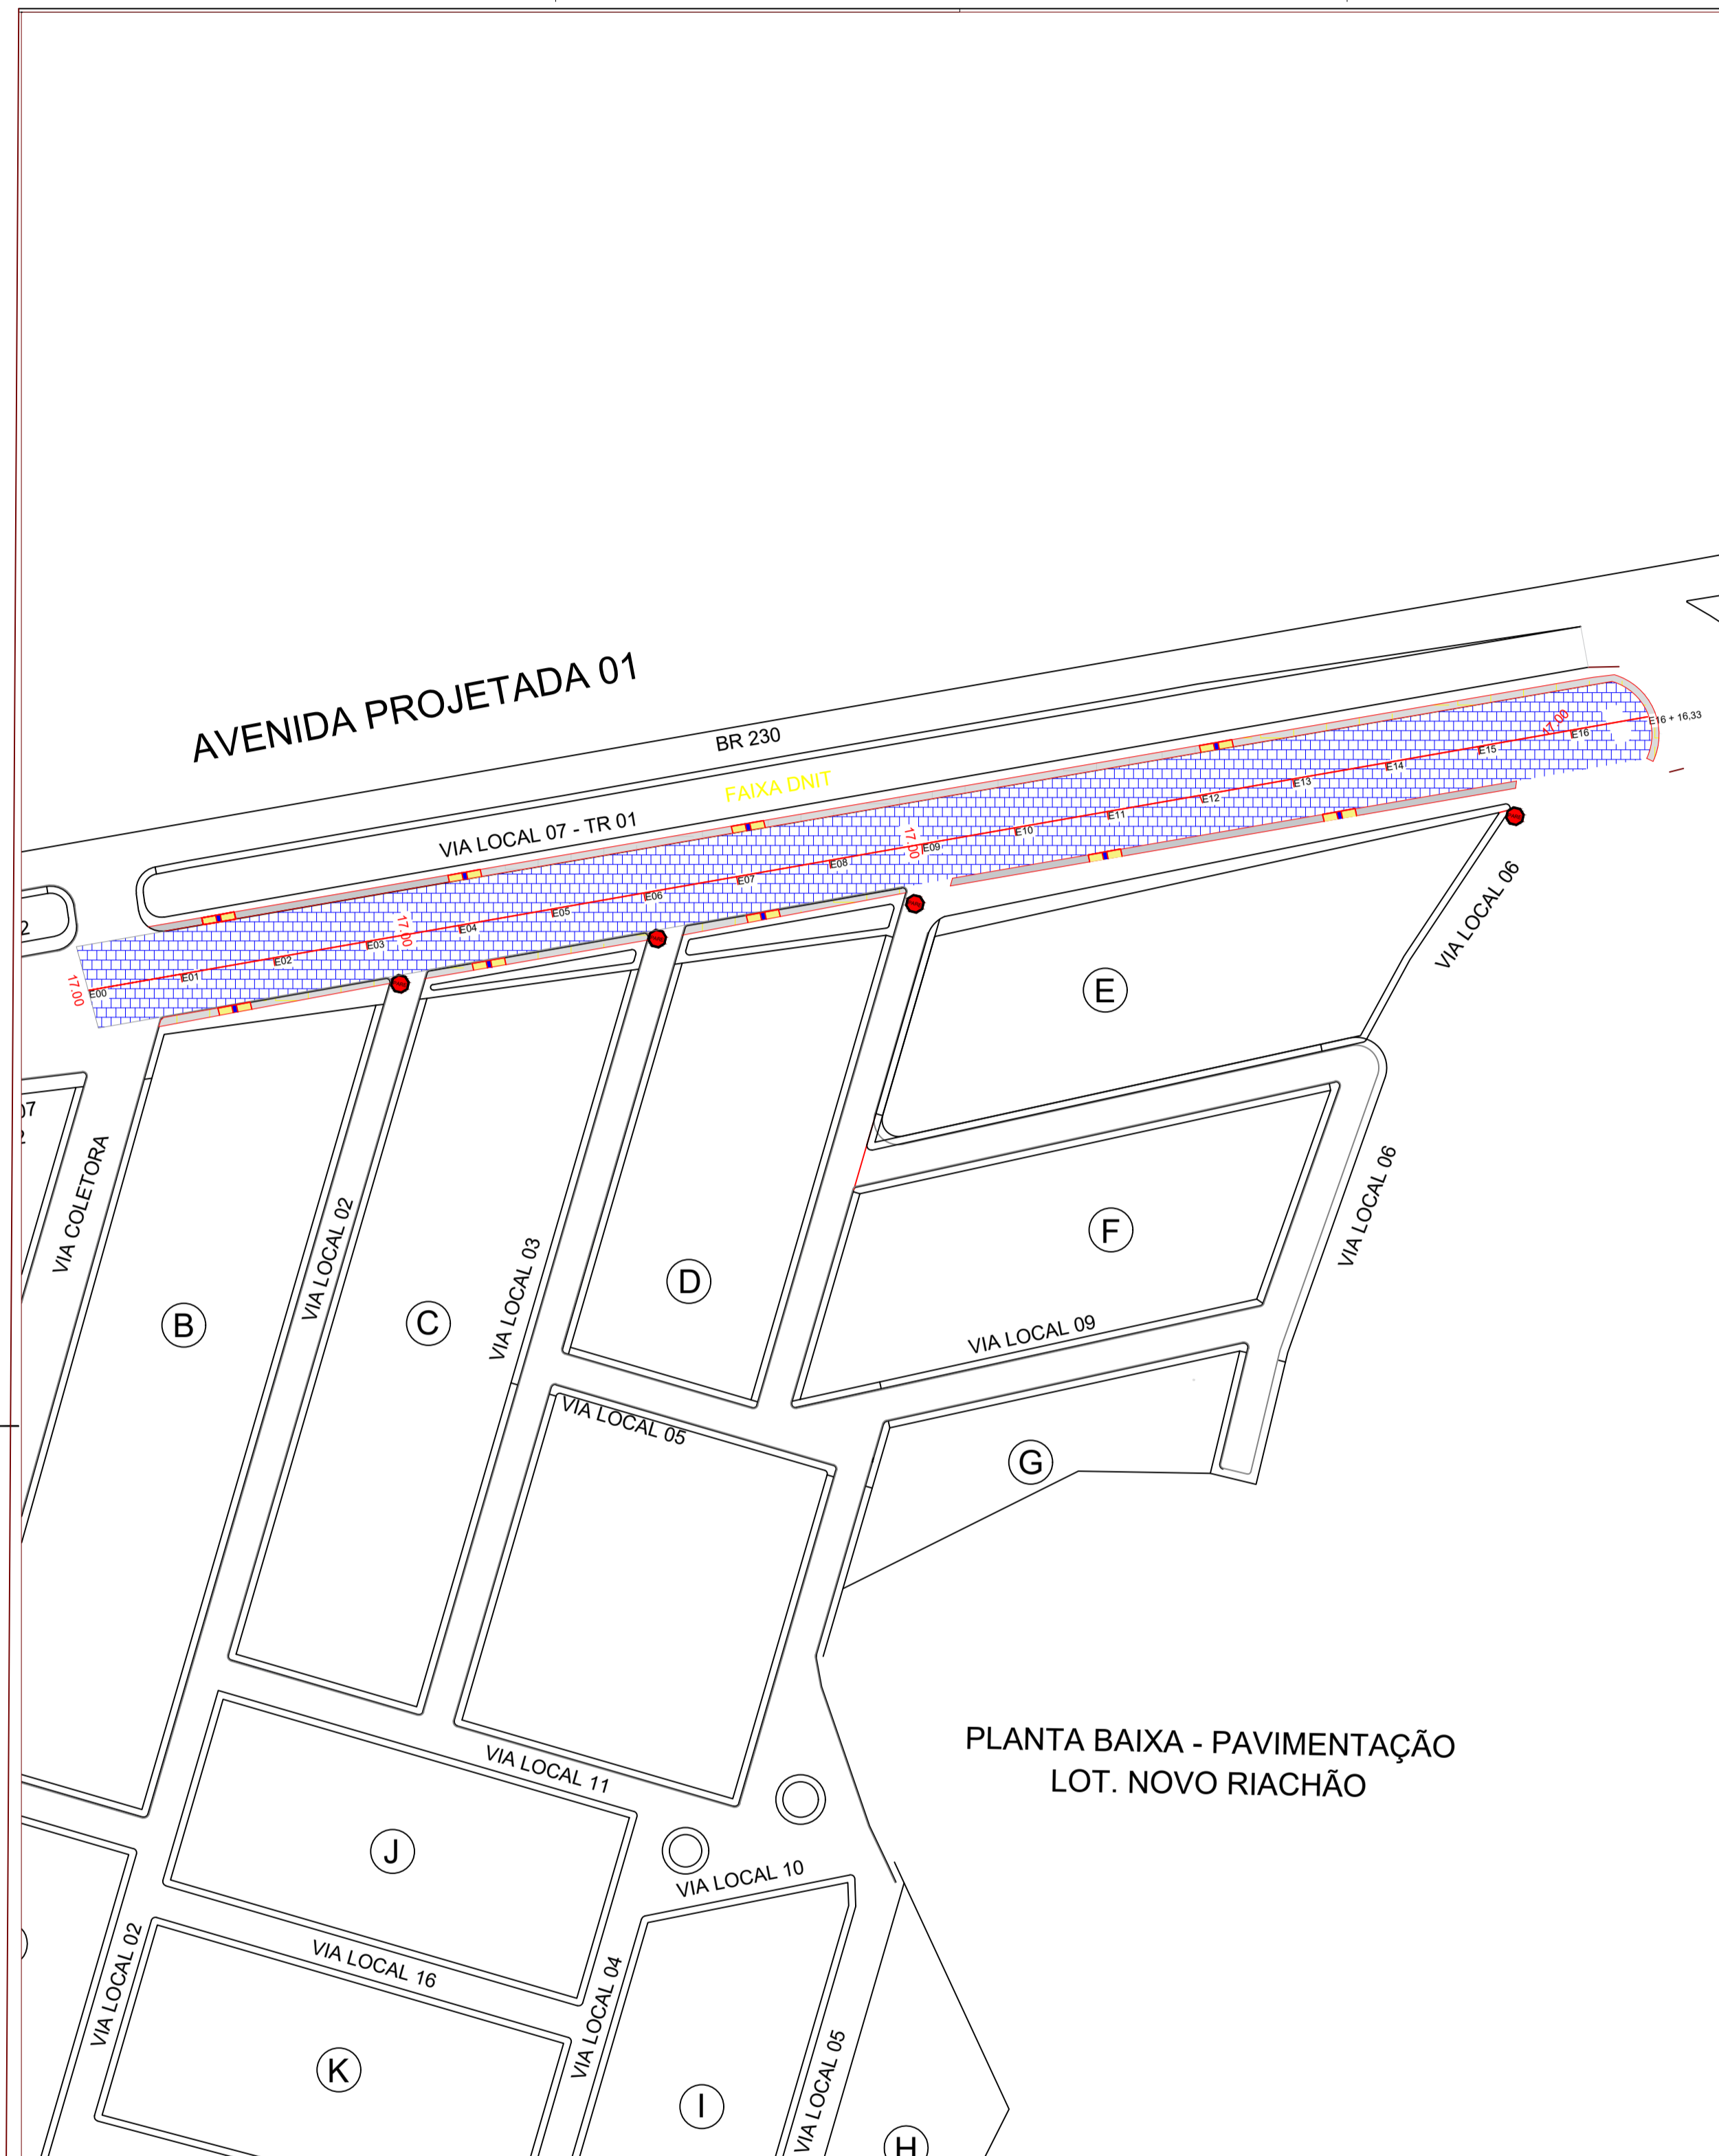 AVENIDA PROJETADA 01
BR 230
FAIXA DNIT
VIA LOCAL 07 - TR 01
E16 + 16,33
17.00
E16
E15
E14
E13
E12
E11
E10
17.00
E09
E08
E07
E06
E05
17.00
E04
E03
E02
E01
17.00
E00
2
07
2
VIA COLETORA
VIA LOCAL 02
VIA LOCAL 03
VIA LOCAL 06
E
VIA LOCAL 06
F
D
B
C
VIA LOCAL 09
VIA LOCAL 05
G
PLANTA BAIXA - PAVIMENTAÇÃO
LOT. NOVO RIACHÃO
VIA LOCAL 11
J
VIA LOCAL 10
VIA LOCAL 02
VIA LOCAL 16
VIA LOCAL 04
K
I
VIA LOCAL 05
H